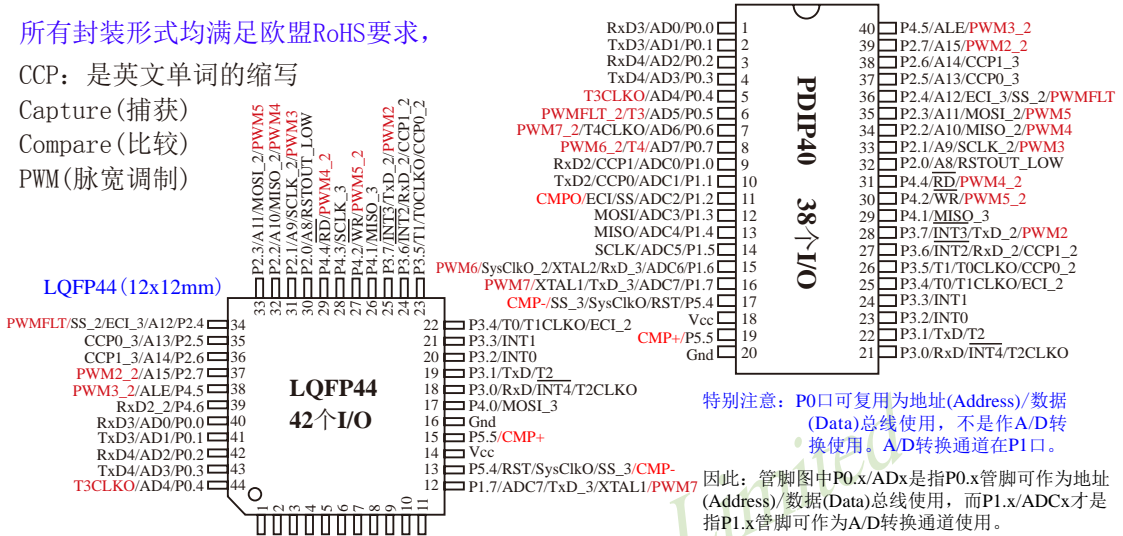 所有封装形式均满足欧盟RoHS要求，
CCP：是英文单词的缩写
Capture(捕获)
Compare(比较)
PWM(脉宽调制)
P2.3/A11/MOSI_2/PWM5
P2.2/A10/MISO_2/PWM4
P2.1/A9/SCLK_2/PWM3
P2.0/A8/RSTOUT_LOW
P4.4/RD/PWM4_2
P4.3/SCLK_3
P4.2/WR/PWM5_2
P4.1/MISO_3
P3.7/INT3/TxD_2/PWM2
P3.6/INT2/RxD_2/CCP1_2
P3.5/T1/T0CLKO/CCP0_2
33 32 31 30 29 28 27 26 25 24 23
LQFP44(12x12mm)
PWMFLT/SS_2/ECI_3/A12/P2.4 34
CCP0_3/A13/P2.5 35
CCP1_3/A14/P2.6 36
PWM2_2/A15/P2.7 37
PWM3_2/ALE/P4.5 38
RxD2_2/P4.6 39
RxD3/AD0/P0.0 40
TxD3/AD1/P0.1 41
RxD4/AD2/P0.2 42
TxD4/AD3/P0.3 43
T3CLKO/AD4/P0.4 44
LQFP44
42个I/O
22 P3.4/T0/T1CLKO/ECI_2
21 P3.3/INT1
20 P3.2/INT0
19 P3.1/TxD/T2
18 P3.0/RxD/INT4/T2CLKO
17 P4.0/MOSI_3
16 Gnd
15 P5.5/CMP+
14 Vcc
13 P5.4/RST/SysClkO/SS_3/CMP-
12 P1.7/ADC7/TxD_3/XTAL1/PWM7
1 2 3 4 5 6 7 8 9 10 11
RxD3/AD0/P0.0 1
TxD3/AD1/P0.1 2
RxD4/AD2/P0.2 3
TxD4/AD3/P0.3 4
T3CLKO/AD4/P0.4 5
PWMFLT_2/T3/AD5/P0.5 6
PWM7_2/T4CLKO/AD6/P0.6 7
PWM6_2/T4/AD7/P0.7 8
RxD2/CCP1/ADC0/P1.0 9
TxD2/CCP0/ADC1/P1.1 10
CMPO/ECI/SS/ADC2/P1.2 11
MOSI/ADC3/P1.3 12
MISO/ADC4/P1.4 13
SCLK/ADC5/P1.5 14
PWM6/SysClkO_2/XTAL2/RxD_3/ADC6/P1.6 15
PWM7/XTAL1/TxD_3/ADC7/P1.7 16
CMP-/SS_3/SysClkO/RST/P5.4 17
Vcc 18
CMP+/P5.5 19
Gnd 20
PDIP40 38个I/O
40 P4.5/ALE/PWM3_2
39 P2.7/A15/PWM2_2
38 P2.6/A14/CCP1_3
37 P2.5/A13/CCP0_3
36 P2.4/A12/ECI_3/SS_2/PWMFLT
35 P2.3/A11/MOSI_2/PWM5
34 P2.2/A10/MISO_2/PWM4
33 P2.1/A9/SCLK_2/PWM3
32 P2.0/A8/RSTOUT_LOW
31 P4.4/RD/PWM4_2
30 P4.2/WR/PWM5_2
29 P4.1/MISO_3
28 P3.7/INT3/TxD_2/PWM2
27 P3.6/INT2/RxD_2/CCP1_2
26 P3.5/T1/T0CLKO/CCP0_2
25 P3.4/T0/T1CLKO/ECI_2
24 P3.3/INT1
23 P3.2/INT0
22 P3.1/TxD/T2
21 P3.0/RxD/INT4/T2CLKO
特别注意：P0口可复用为地址(Address)/数据
(Data)总线使用，不是作A/D转
换使用。A/D转换通道在P1口。
因此：管脚图中P0.x/ADx是指P0.x管脚可作为地址
(Address)/数据(Data)总线使用，而P1.x/ADCx才是
指P1.x管脚可作为A/D转换通道使用。
Limited